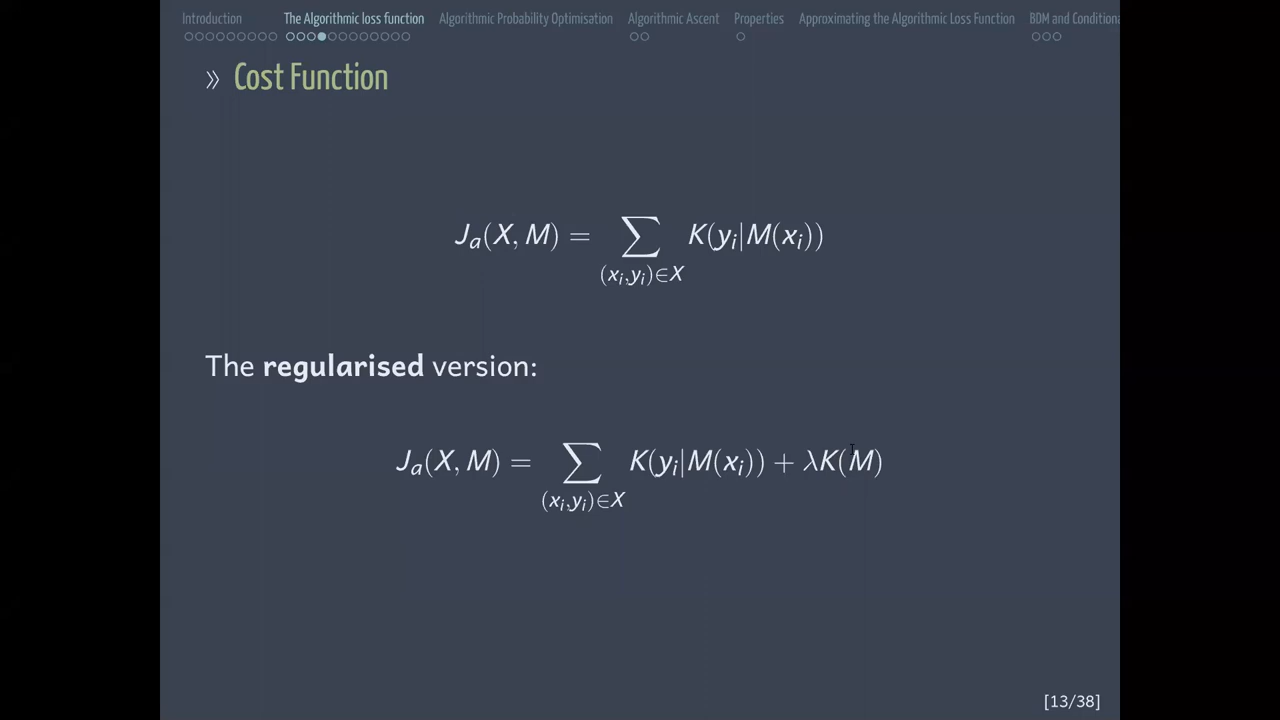 Introduction The Algorithmic loss function Algorithmic Probability Optimisation Algorithmic Ascent Properties Approximating the Algorithmic Loss Function BDM and Conditiona
» Cost Function
J_a(X, M) = ∑_{(x_i,y_i)∈X} K(y_i|M(x_i))
The regularised version:
J_a(X, M) = ∑_{(x_i,y_i)∈X} K(y_i|M(x_i)) + λK(M)
[13/38]